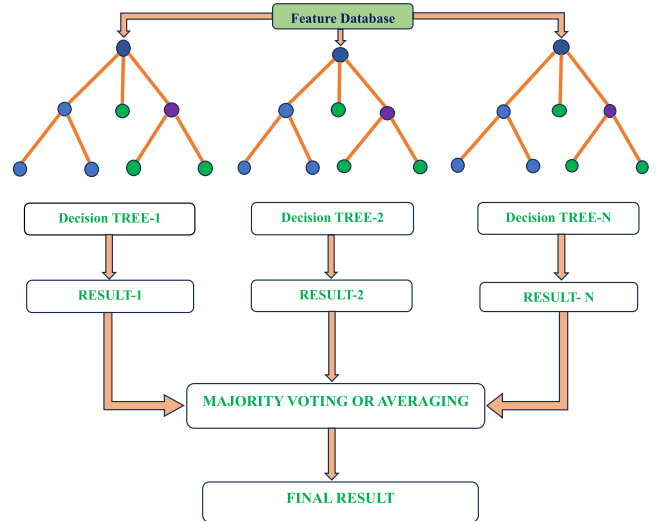 Feature Database
Decision TREE-1
Decision TREE-2
Decision TREE-N
RESULT-1
RESULT-2
RESULT- N
MAJORITY VOTING OR AVERAGING
FINAL RESULT